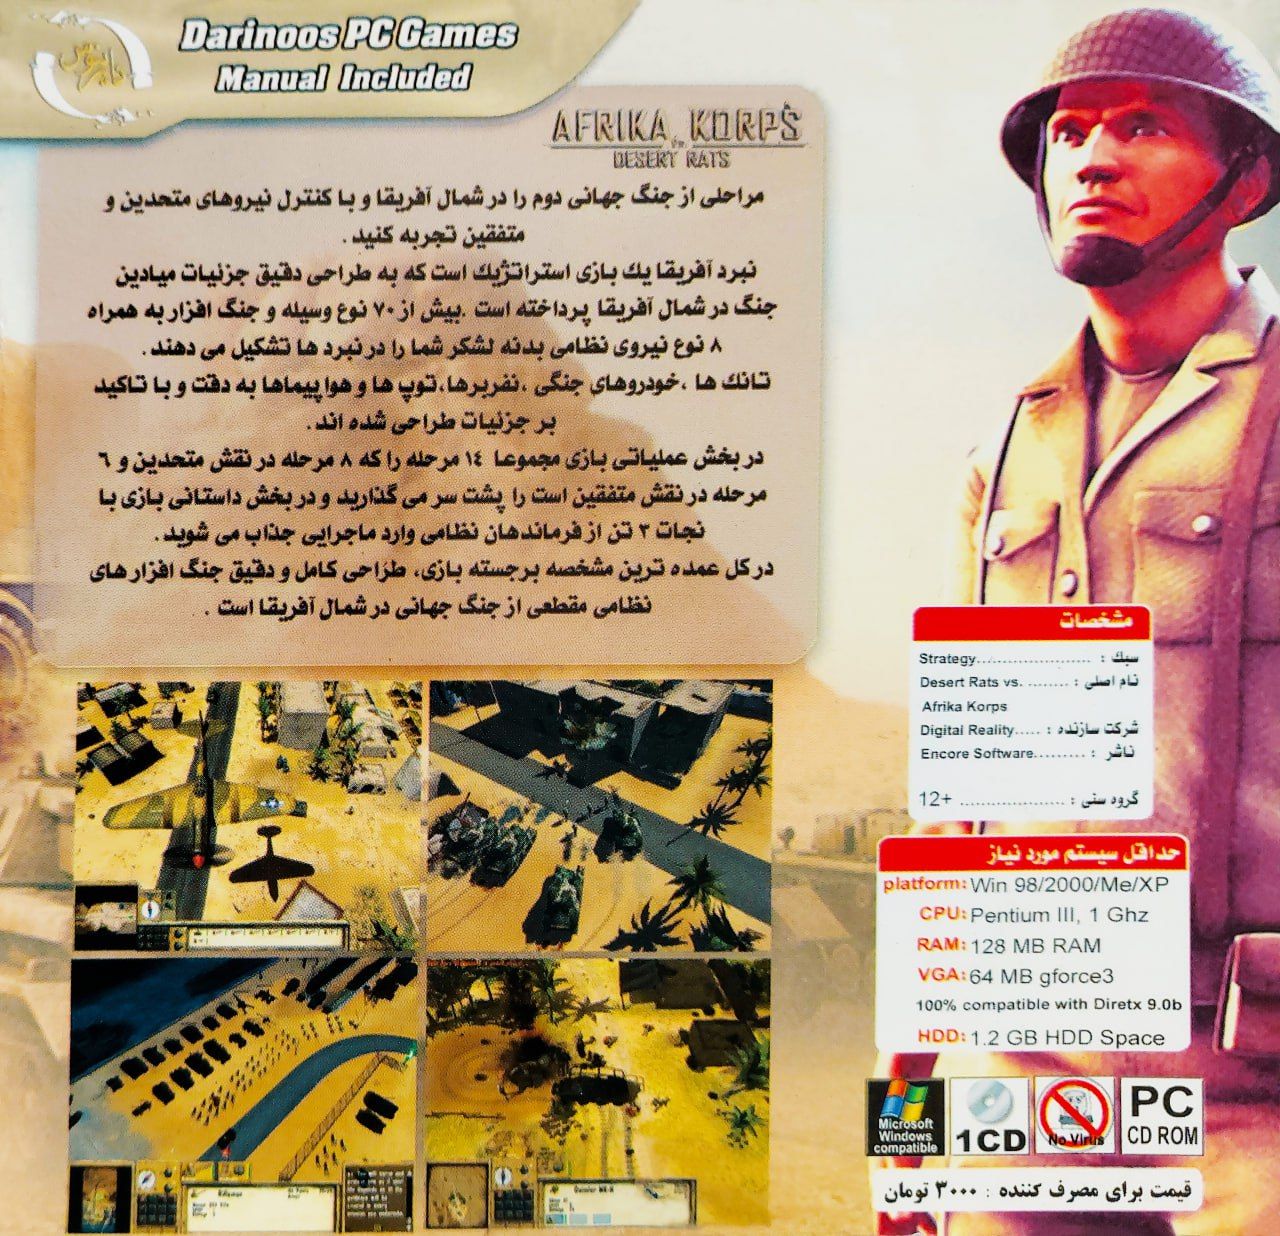 Darinoos PC Games
Manual Included
دارینوس
AFRIKA vs. KORPS
DESERT RATS
مراحلی از جنگ جهانی دوم را در شمال آفریقا و با کنترل نیروهای متحدین و
متفقین تجربه کنید .
نبرد آفریقا یك بازی استراتژیك است که به طراحی دقیق جزئیات میادین
جنگ در شمال آفریقا پرداخته است .بیش از ۷۰ نوع وسیله و جنگ افزار به همراه
۸ نوع نیروی نظامی بدنه لشکر شما را در نبرد ها تشکیل می دهند .
تانك ها ،خودروهای جنگی ،نفربرها،توپ ها و هواپیماها به دقت و با تاکید
بر جزئیات طراحی شده اند .
در بخش عملیاتی بازی مجموعا ۱٤ مرحله را که ۸ مرحله در نقش متحدین و ٦
مرحله در نقش متفقین است را پشت سر می گذارید و در بخش داستانی بازی با
نجات ۳ تن از فرماندهان نظامی وارد ماجرایی جذاب می شوید .
در کل عمده ترین مشخصه برجسته بازی، طراحی کامل و دقیق جنگ افزار های
نظامی مقطعی از جنگ جهانی در شمال آفریقا است .
مشخصات
سبك : ...................... Strategy
نام اصلی : ........ Desert Rats vs.
Afrika Korps
شرکت سازنده : ..... Digital Reality
ناشر : ......... Encore Software
گروه سنی : .................... 12+
حداقل سیستم مورد نیاز
platform: Win 98/2000/Me/XP
CPU: Pentium III, 1 Ghz
RAM: 128 MB RAM
VGA: 64 MB gforce3
100% compatible with Diretx 9.0b
HDD: 1.2 GB HDD Space
Microsoft
Windows
compatible
1CD
No Virus
PC
CD ROM
قیمت برای مصرف کننده : ۳۰۰۰ تومان